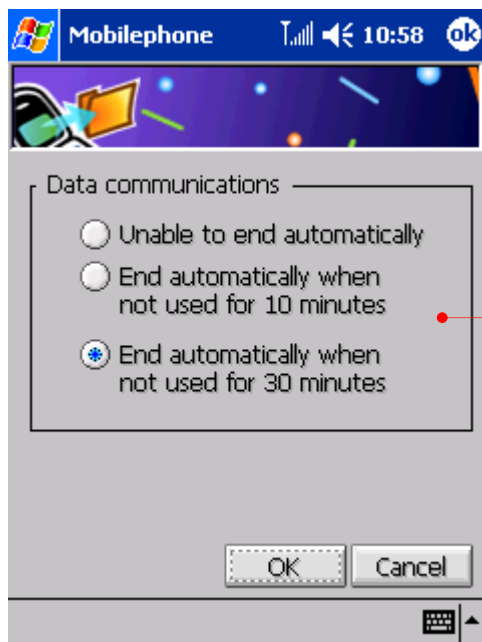 Mobilephone 10:58 ok
Data communications
Unable to end automatically
End automatically when
not used for 10 minutes
End automatically when
not used for 30 minutes
OK Cancel